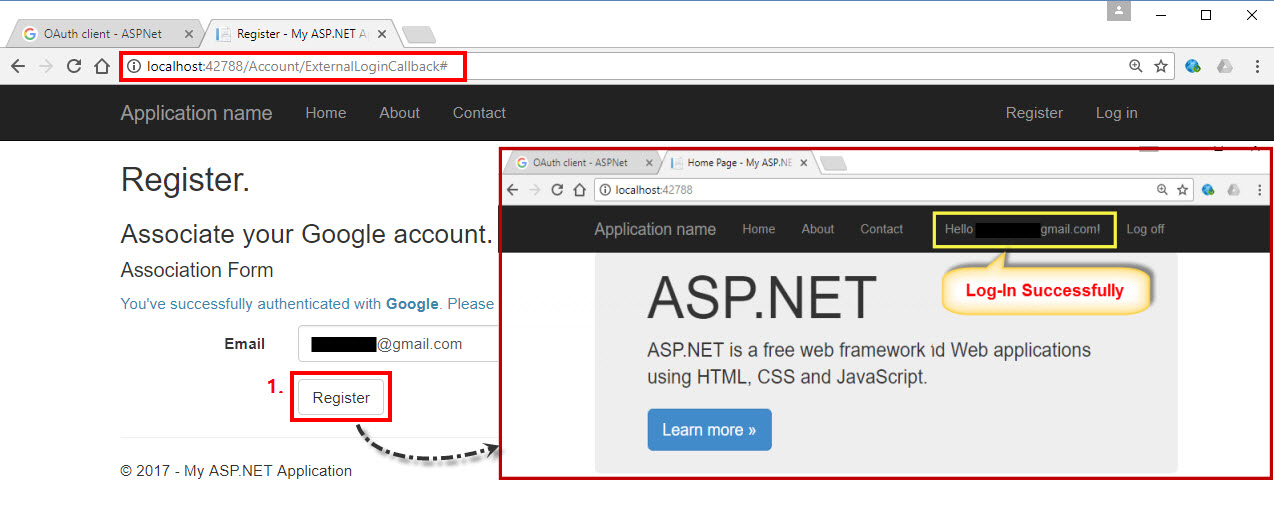 OAuth client - ASPNet
Register - My ASP.NET A
localhost:42788/Account/ExternalLoginCallback#
Application name Home About Contact Register Log in
Register.
Associate your Google account.
Association Form
You've successfully authenticated with Google. Please
Email @gmail.com
1. Register
© 2017 - My ASP.NET Application
OAuth client - ASPNet
Home Page - My ASP.NE
localhost:42788
Application name Home About Contact Hello gmail.com! Log off
Log-In Successfully
ASP.NET
ASP.NET is a free web framework d Web applications
using HTML, CSS and JavaScript.
Learn more »